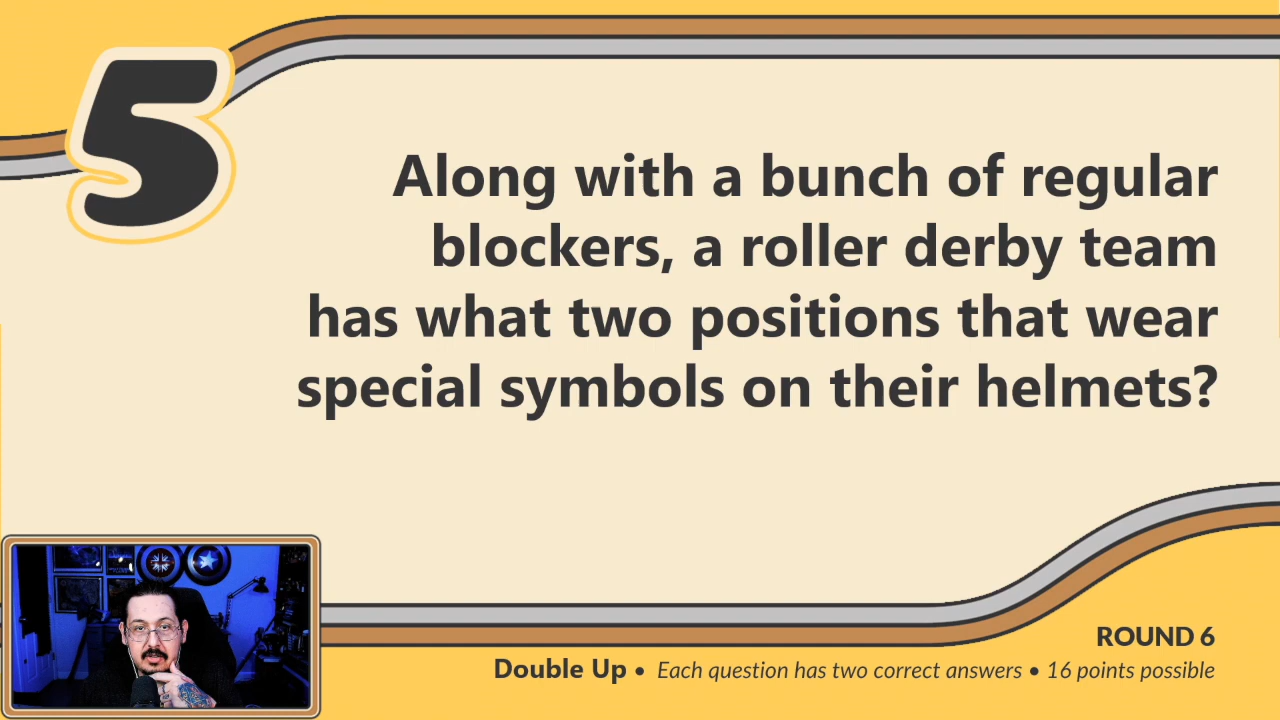 5
Along with a bunch of regular
blockers, a roller derby team
has what two positions that wear
special symbols on their helmets?
ROUND 6
Double Up • Each question has two correct answers • 16 points possible